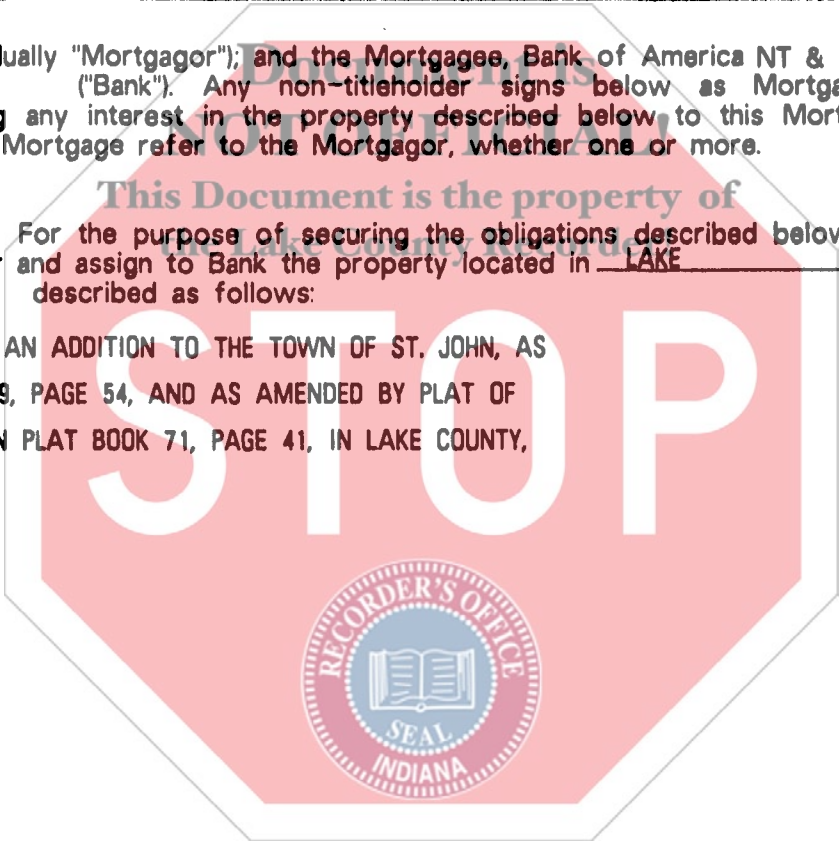 ually "Mortgagor"); and the Mortgagee, Bank of America NT &
("Bank"). Any non-titleholder signs below as Mortga
g any interest in the property described below to this Mort
Mortgage refer to the Mortgagor, whether one or more.
Document is
NOT OFFICIAL!
This Document is the property of
the Lake County Recorder!
For the purpose of securing the obligations described below
and assign to Bank the property located in LAKE
described as follows:
AN ADDITION TO THE TOWN OF ST. JOHN, AS
9, PAGE 54, AND AS AMENDED BY PLAT OF
N PLAT BOOK 71, PAGE 41, IN LAKE COUNTY,
STOP
RECORDER'S OFFICE
SEAL
INDIANA